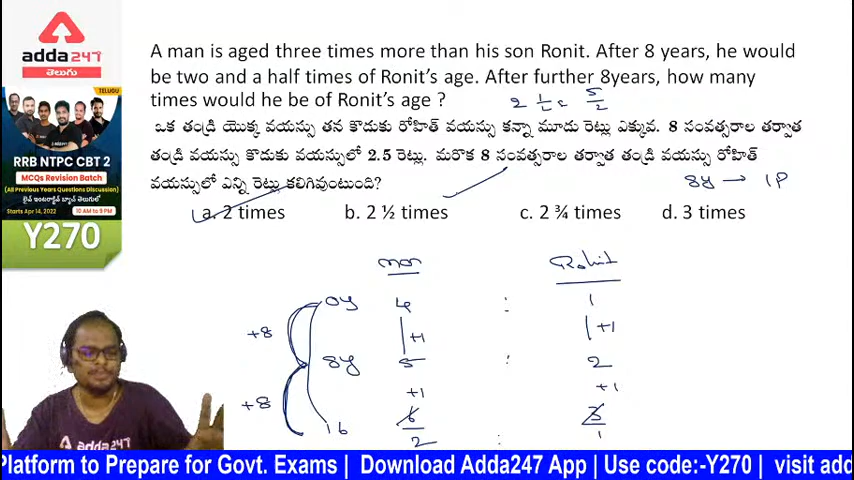 adda247
తెలుగు
TELUGU
RRB NTPC CBT 2
MCQs Revision Batch
(All Previous Years Questions Discussion)
Starts Apr 14, 2022 10 AM to 9 PM
Y270
A man is aged three times more than his son Ronit. After 8 years, he would
be two and a half times of Ronit's age. After further 8years, how many
times would he be of Ronit's age ?
2 1/2 = 5/2
ఒక తండ్రి యొక్క వయస్సు తన కొడుకు రోహిత్ వయస్సు కన్నా మూడు రెట్లు ఎక్కువ. 8 సంవత్సరాల తర్వాత
తండ్రి వయస్సు కొడుకు వయస్సులో 2.5 రెట్లు. మరొక 8 సంవత్సరాల తర్వాత తండ్రి వయస్సు రోహిత్
వయస్సులో ఎన్ని రెట్లు కలిగివుంటుంది?
8y → 1P
a. 2 times b. 2 ½ times c. 2 ¾ times d. 3 times
man Rohit
0y 4 : 1
+8 +1 +1
8y 5 : 2
+8 +1 +1
16 6 3
2 : 1
adda247
Platform to Prepare for Govt. Exams | Download Adda247 App | Use code:-Y270 | visit add